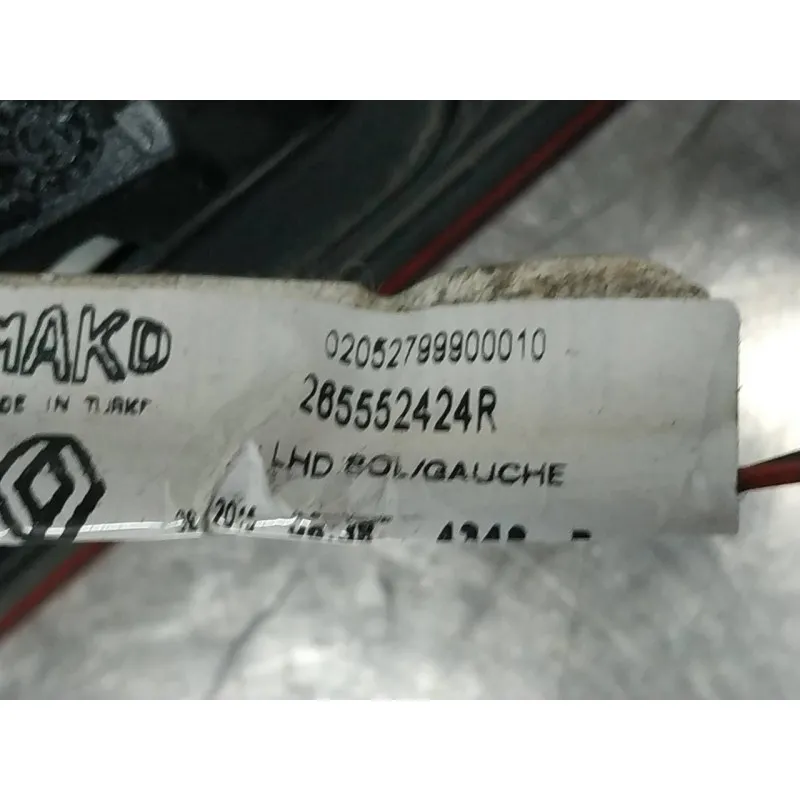 MAKO
02052799900010
265552424R
DE IN TURKE
LHD SOL/GAUCHE